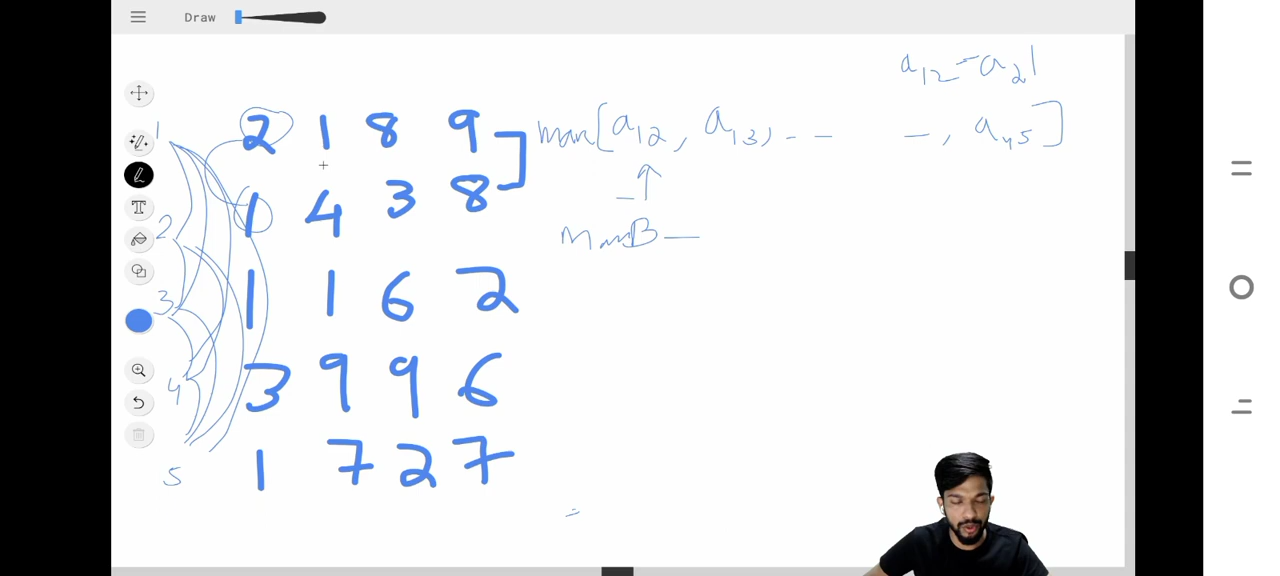 Draw
a12 = a21
2 1 8 9
max[a12, a13, - - -, a45]
1 4 3 8
1 1 6 2
3 9 9 6
1 7 2 7
1
2
3
4
5
=